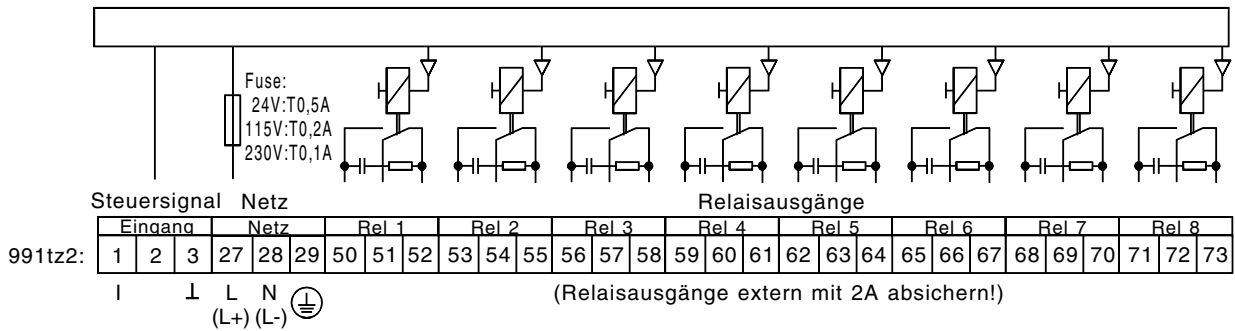 Fuse:
24V:T0,5A
115V:T0,2A
230V:T0,1A
Steuersignal Netz Relaisausgänge
Eingang Netz Rel 1 Rel 2 Rel 3 Rel 4 Rel 5 Rel 6 Rel 7 Rel 8
991tz2: 1 2 3 27 28 29 50 51 52 53 54 55 56 57 58 59 60 61 62 63 64 65 66 67 68 69 70 71 72 73
I L N (Relaisausgänge extern mit 2A absichern!)
(L+) (L-)